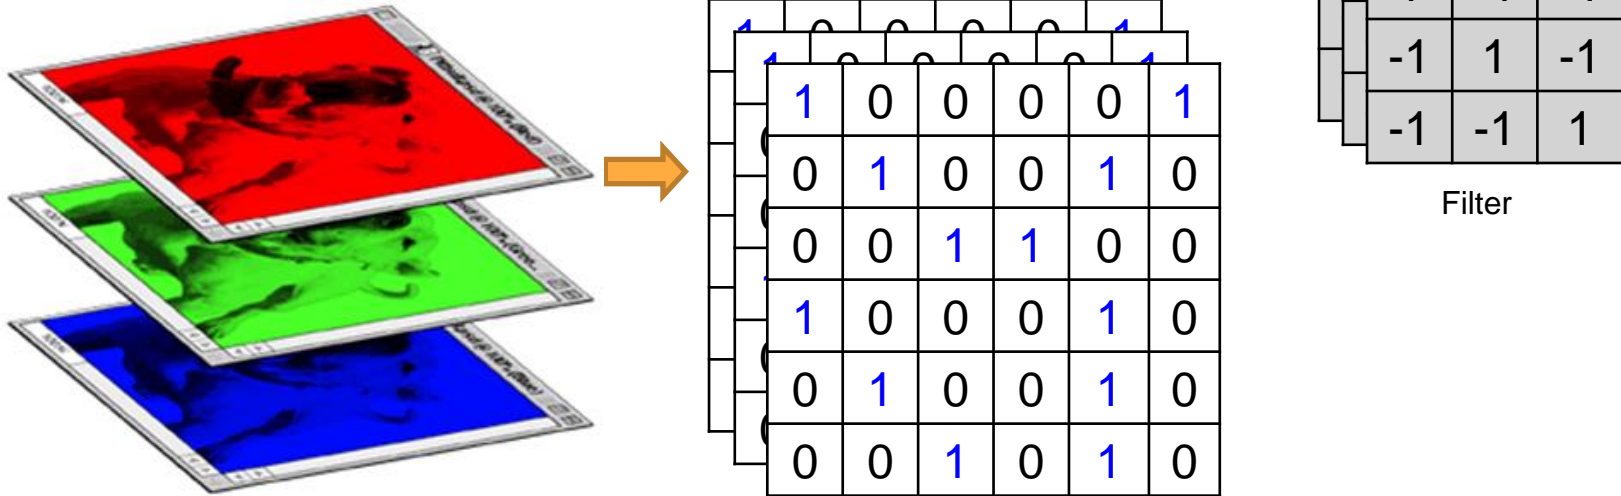 1 0 0 0 0 1
0 1 0 0 1 0
0 0 1 1 0 0
1 0 0 0 1 0
0 1 0 0 1 0
0 0 1 0 1 0
-1 1 -1
-1 -1 1
Filter